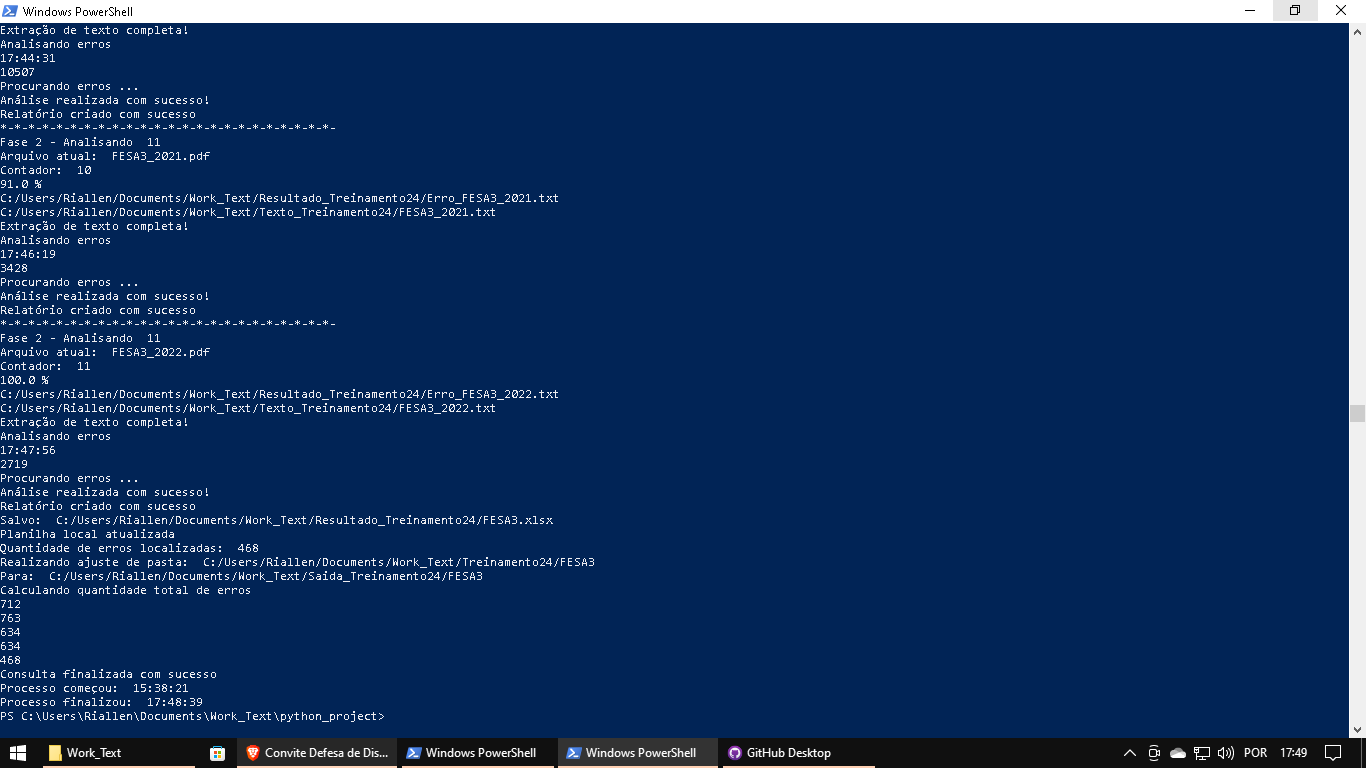 Windows PowerShell
Extração de texto completa!
Analisando erros
17:44:31
10507
Procurando erros ...
Análise realizada com sucesso!
Relatório criado com sucesso
*-*-*-*-*-*-*-*-*-*-*-*-*-*-*-*-*-*-*-*-*-*-*-*-
Fase 2 - Analisando  11
Arquivo atual:  FESA3_2021.pdf
Contador:  10
91.0 %
C:/Users/Riallen/Documents/Work_Text/Resultado_Treinamento24/Erro_FESA3_2021.txt
C:/Users/Riallen/Documents/Work_Text/Texto_Treinamento24/FESA3_2021.txt
Extração de texto completa!
Analisando erros
17:46:19
3428
Procurando erros ...
Análise realizada com sucesso!
Relatório criado com sucesso
*-*-*-*-*-*-*-*-*-*-*-*-*-*-*-*-*-*-*-*-*-*-*-*-
Fase 2 - Analisando  11
Arquivo atual:  FESA3_2022.pdf
Contador:  11
100.0 %
C:/Users/Riallen/Documents/Work_Text/Resultado_Treinamento24/Erro_FESA3_2022.txt
C:/Users/Riallen/Documents/Work_Text/Texto_Treinamento24/FESA3_2022.txt
Extração de texto completa!
Analisando erros
17:47:56
2719
Procurando erros ...
Análise realizada com sucesso!
Relatório criado com sucesso
Salvo:  C:/Users/Riallen/Documents/Work_Text/Resultado_Treinamento24/FESA3.xlsx
Planilha local atualizada
Quantidade de erros localizadas:  468
Realizando ajuste de pasta:  C:/Users/Riallen/Documents/Work_Text/Treinamento24/FESA3
Para:  C:/Users/Riallen/Documents/Work_Text/Saida_Treinamento24/FESA3
Calculando quantidade total de erros
712
763
634
634
468
Consulta finalizada com sucesso
Processo começou:  15:38:21
Processo finalizou:  17:48:39
PS C:\Users\Riallen\Documents\Work_Text\python_project>
Work_Text Convite Defesa de Dis... Windows PowerShell Windows PowerShell GitHub Desktop POR 17:49